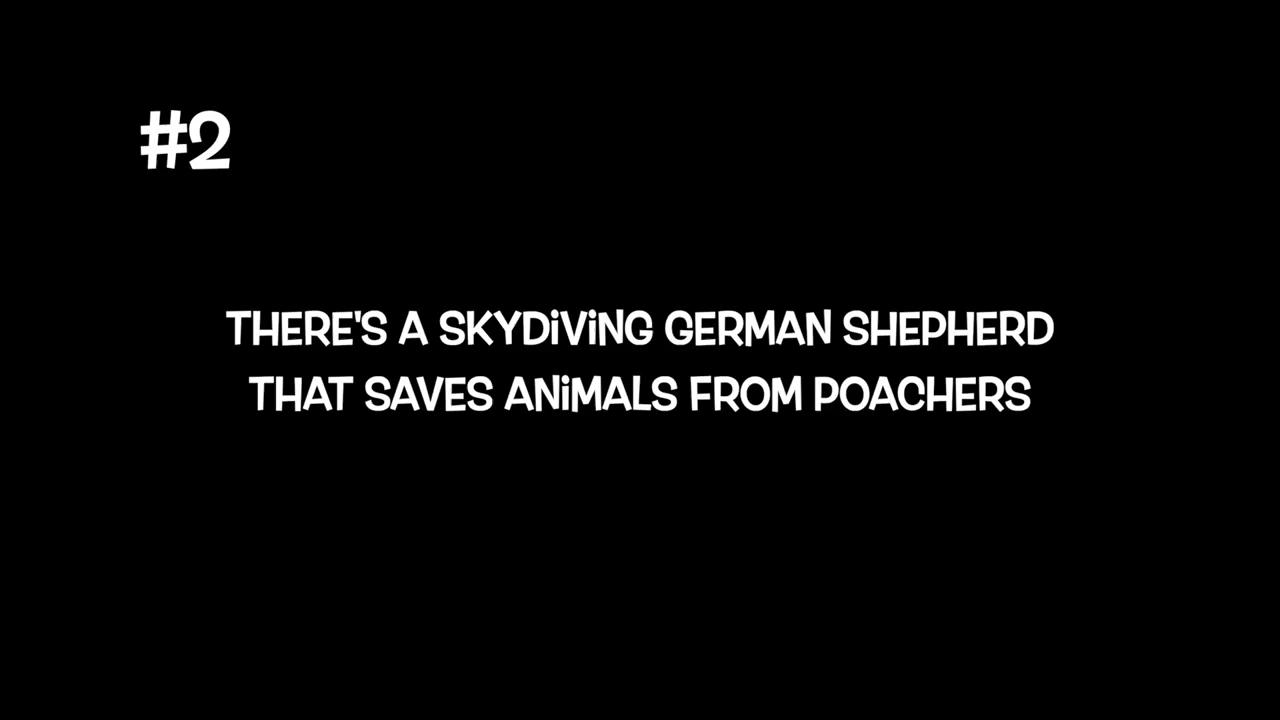 #2
THERE'S A SKYDiViNG GERMAN SHEPHERD
THAT SAVES ANiMALS FROM POACHERS